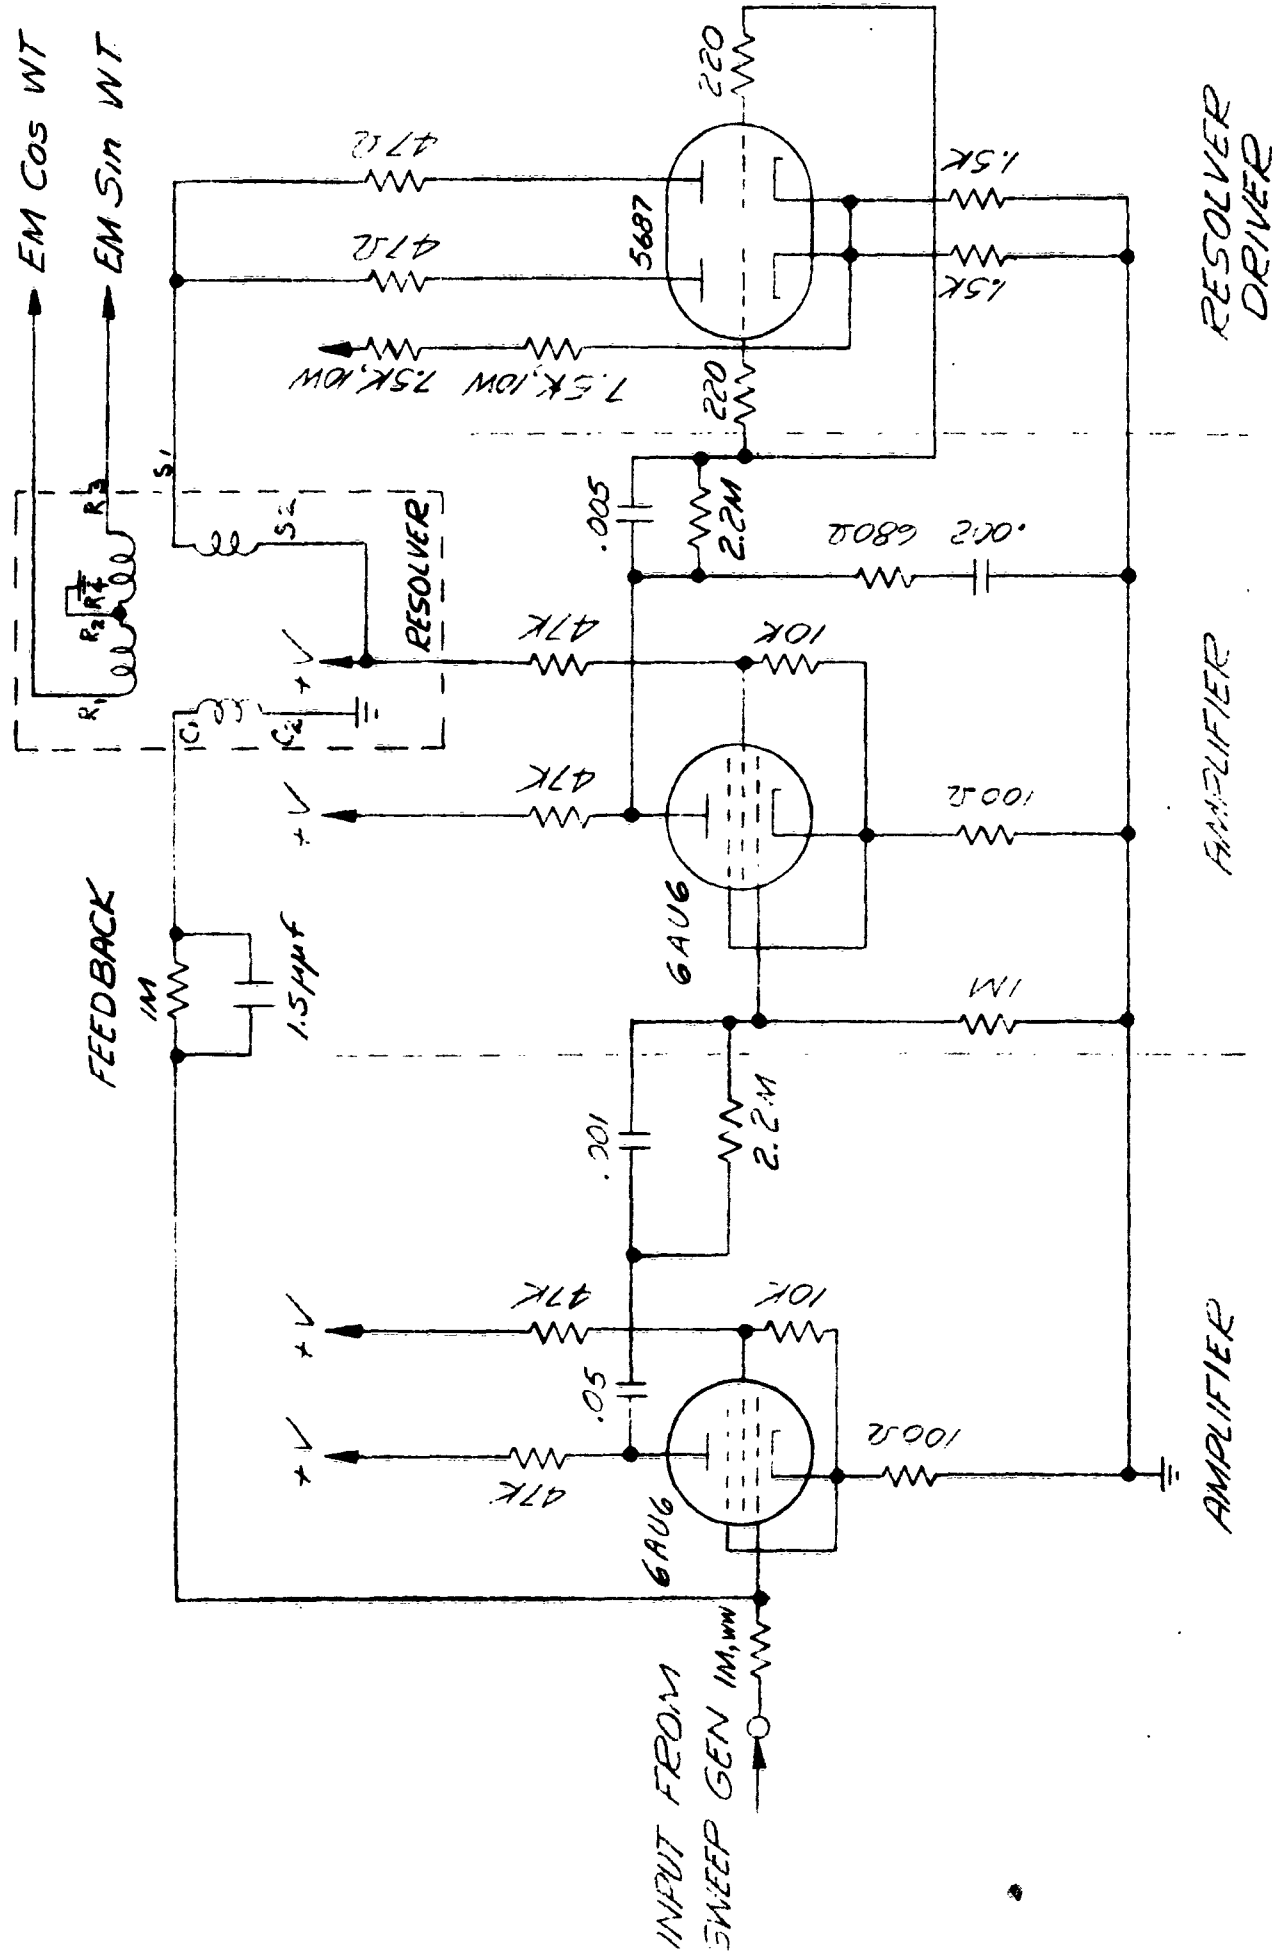 EM Cos WT
EM Sin WT
FEEDBACK
1M
1.5 μμf
R1
R2
R4
R3
S1
S2
C1
C2
RESOLVER
+V
+V
+V
+V
47K
47K
47K
47K
47Ω
47Ω
7.5K, 10W
7.5K, 10W
.05
.001
.005
2.2M
2.2M
6AU6
6AU6
5687
220
220
10K
10K
100Ω
100Ω
1M
680Ω
.002
1.5K
1.5K
INPUT FROM
SWEEP GEN
1M, WW
AMPLIFIER
AMPLIFIER
RESOLVER
DRIVER